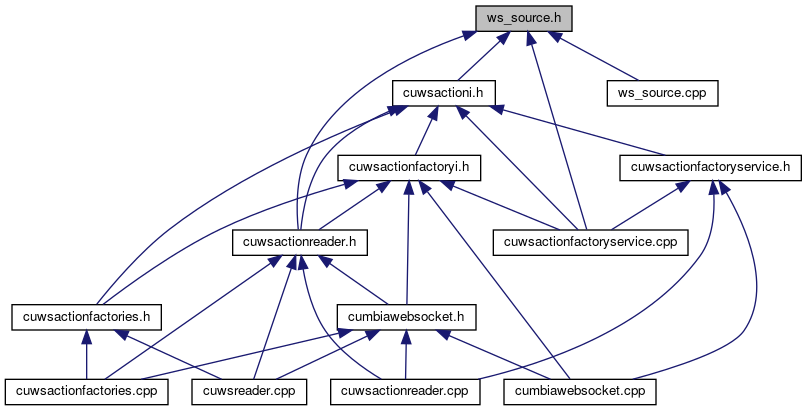 ws_source.h
cuwsactioni.h
ws_source.cpp
cuwsactionfactoryi.h
cuwsactionfactoryservice.h
cuwsactionreader.h
cuwsactionfactoryservice.cpp
cuwsactionfactories.h
cumbiawebsocket.h
cuwsactionfactories.cpp
cuwsreader.cpp
cuwsactionreader.cpp
cumbiawebsocket.cpp